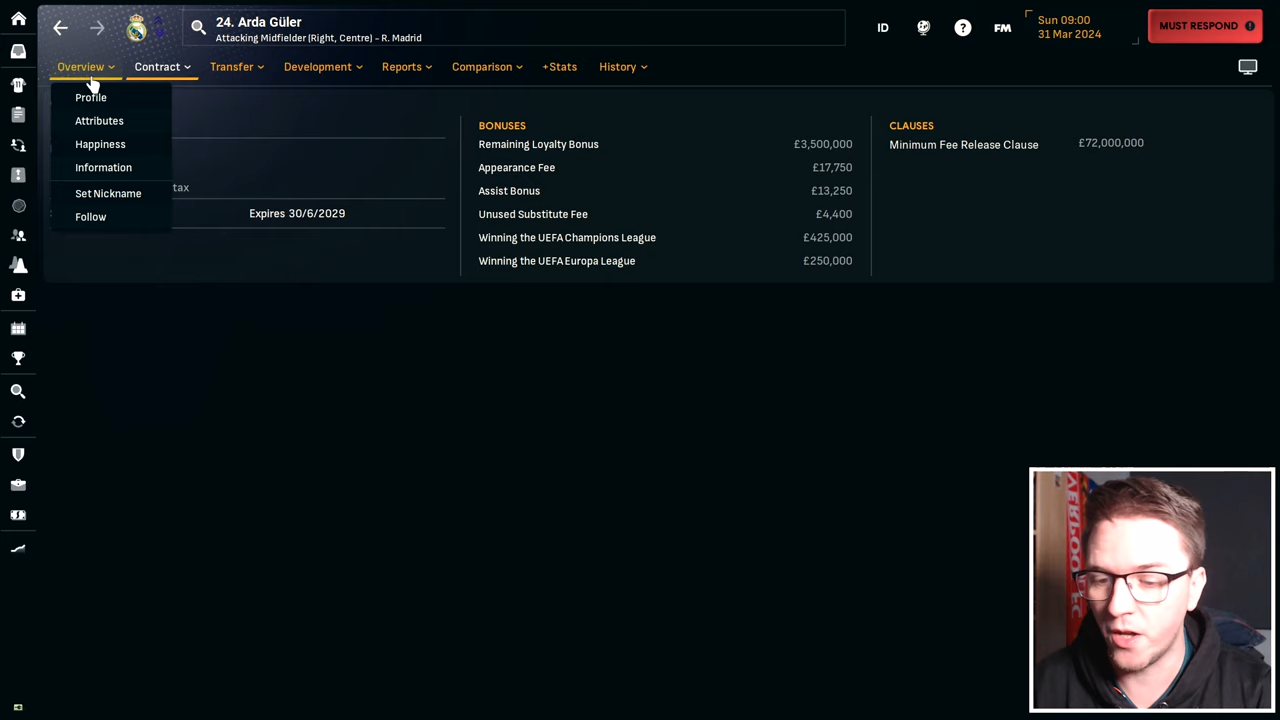 24. Arda Güler
Attacking Midfielder (Right, Centre) - R. Madrid
ID
FM
Sun 09:00
31 Mar 2024
MUST RESPOND
Overview
Contract
Transfer
Development
Reports
Comparison
+Stats
History
Profile
Attributes
Happiness
Information
Set Nickname
Follow
tax
Expires 30/6/2029
BONUSES
Remaining Loyalty Bonus £3,500,000
Appearance Fee £17,750
Assist Bonus £13,250
Unused Substitute Fee £4,400
Winning the UEFA Champions League £425,000
Winning the UEFA Europa League £250,000
CLAUSES
Minimum Fee Release Clause £72,000,000